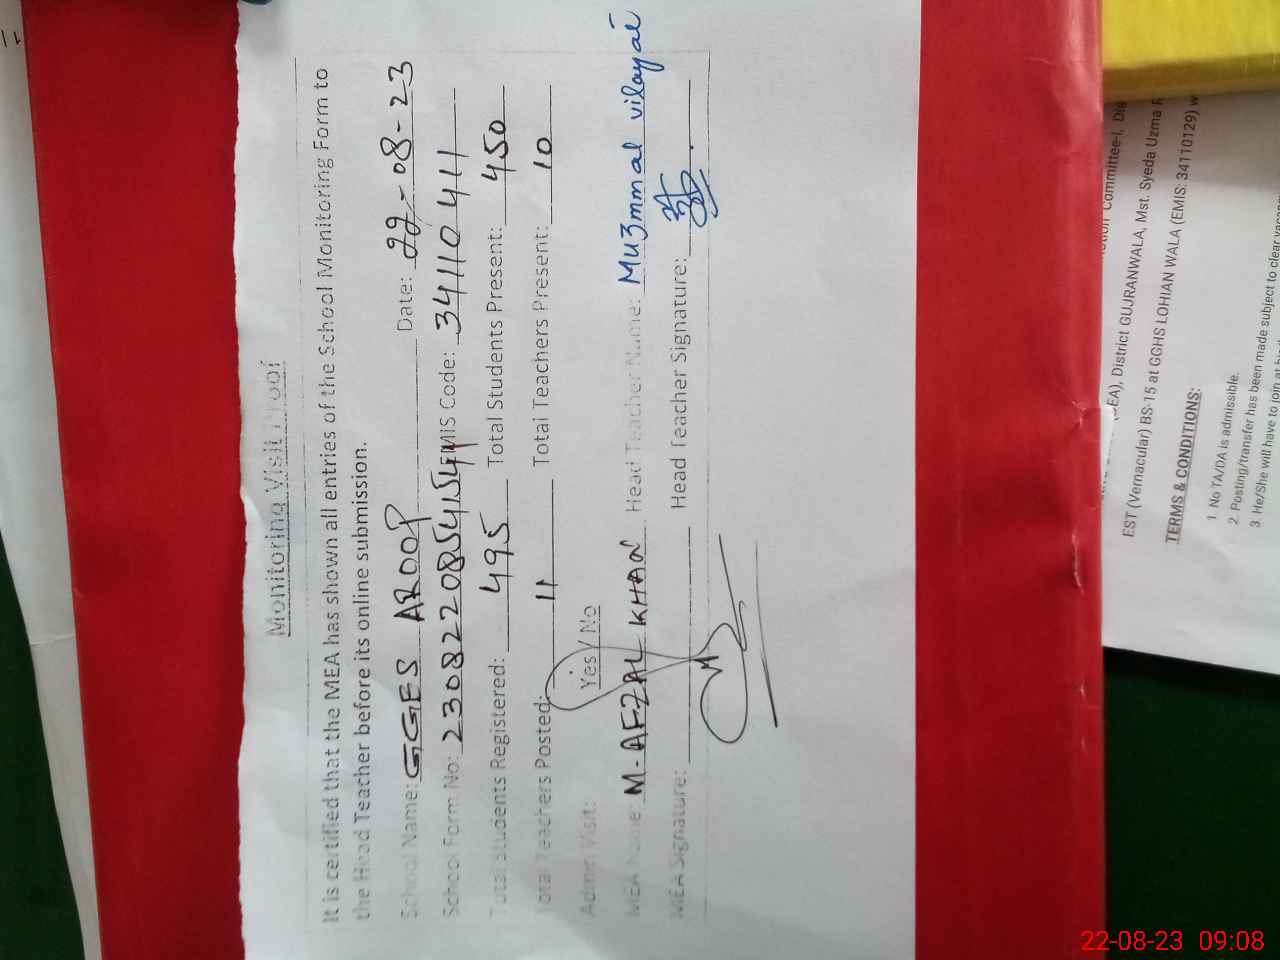 Monitoring Visit Proof
It is certified that the MEA has shown all entries of the School Monitoring Form to
the Head Teacher before its online submission.
School Name: GGES AROOP Date: 22-08-23
School Form No: EMIS Code: 34110411
Total Students Registered: 495 Total Students Present: 450
Total Teachers Posted: 11 Total Teachers Present: 10
Admin Visit: Yes / No
MEA Name: M-AFZAL KHAN Head Teacher Name: Muzmmal vilayat
MEA Signature: Head Teacher Signature:
Committee-I, Dis
EA), District GUJRANWALA, Mst. Syeda Uzma R
EST (Vernacular) BS-15 at GGHS LOHIAN WALA (EMIS: 34110129) w
TERMS & CONDITIONS:
1. No TA/DA is admissible.
2. Posting/transfer has been made subject to clear vacan
3. He/She will have to join at
22-08-23 09:08